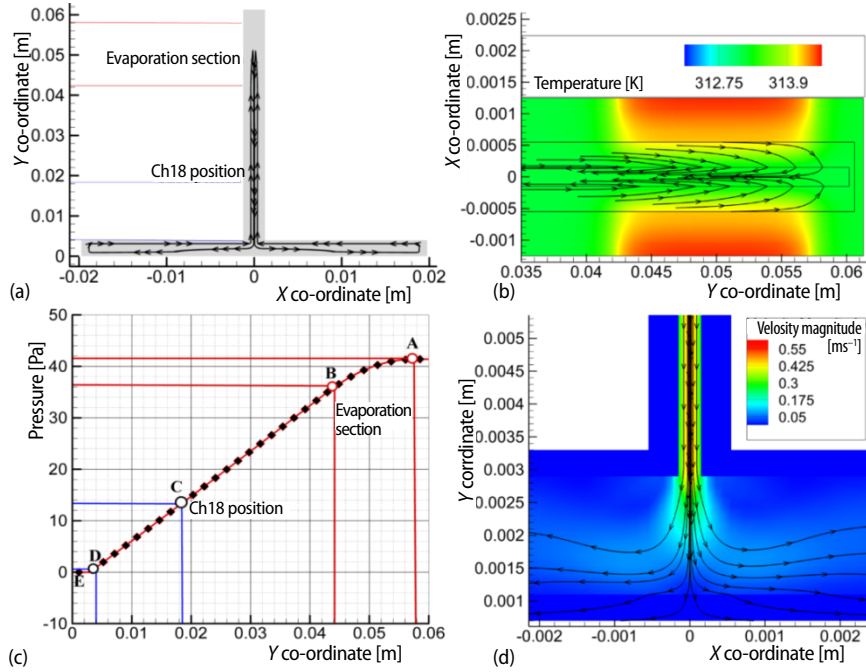 Y co-ordinate [m]
0.06
0.05
0.04
0.03
0.02
0.01
0
Evaporation section
Ch18 position
-0.02
-0.01
0
0.01
0.02
X co-ordinate [m]
(a)
X co-ordinate [m]
0.0025
0.002
0.0015
0.001
0.0005
0
-0.0005
-0.001
Temperature [K]
312.75
313.9
0.035
0.04
0.045
0.05
0.055
0.06
Y co-ordinate [m]
(b)
Pressure [Pa]
50
40
30
20
10
0
-10
A
B
Evaporation
section
C
Ch18 position
D
E
0
0.01
0.02
0.03
0.04
0.05
0.06
Y co-ordinate [m]
(c)
Y corrdinate [m]
0.005
0.0045
0.004
0.0035
0.003
0.0025
0.002
0.0015
0.001
Velosity magnitude
[ms⁻¹]
0.55
0.425
0.3
0.175
0.05
-0.002
-0.001
0
0.001
0.002
X co-ordinate [m]
(d)